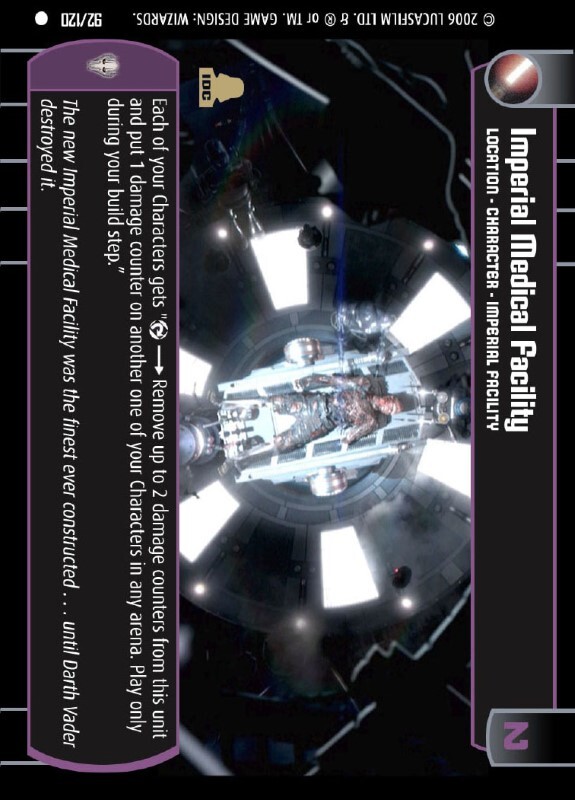 Imperial Medical Facility
2
LOCATION - CHARACTER - IMPERIAL FACILITY
IDC
Each of your Characters gets " → Remove up to 2 damage counters from this unit
and put 1 damage counter on another one of your Characters in any arena. Play only
during your build step."
The new Imperial Medical Facility was the finest ever constructed . . . until Darth Vader
destroyed it.
© 2006 LUCASFILM LTD. & ® or TM. GAME DESIGN: WIZARDS.
92/120